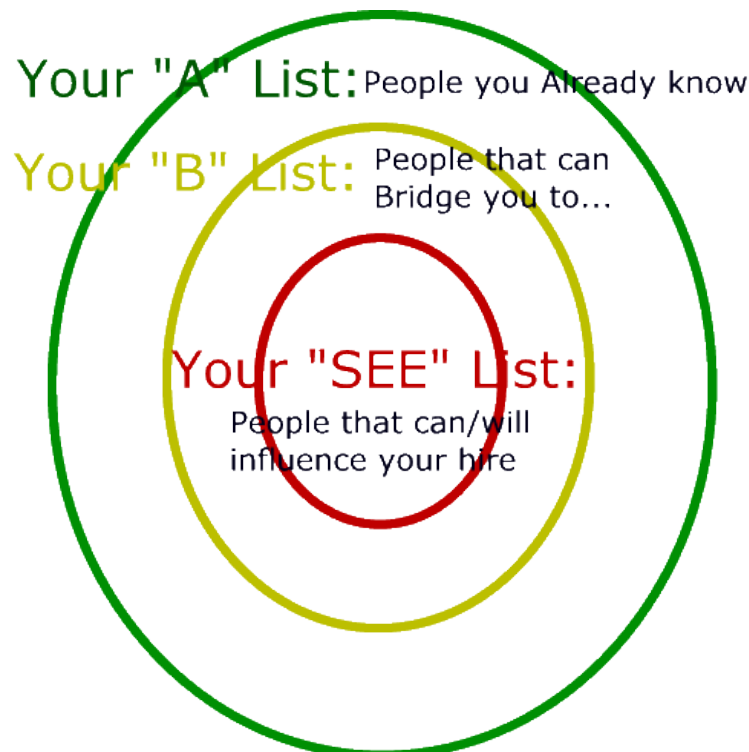 Your "A" List: People you Already know
Your "B" List: People that can
Bridge you to...
Your "SEE" List:
People that can/will
influence your hire